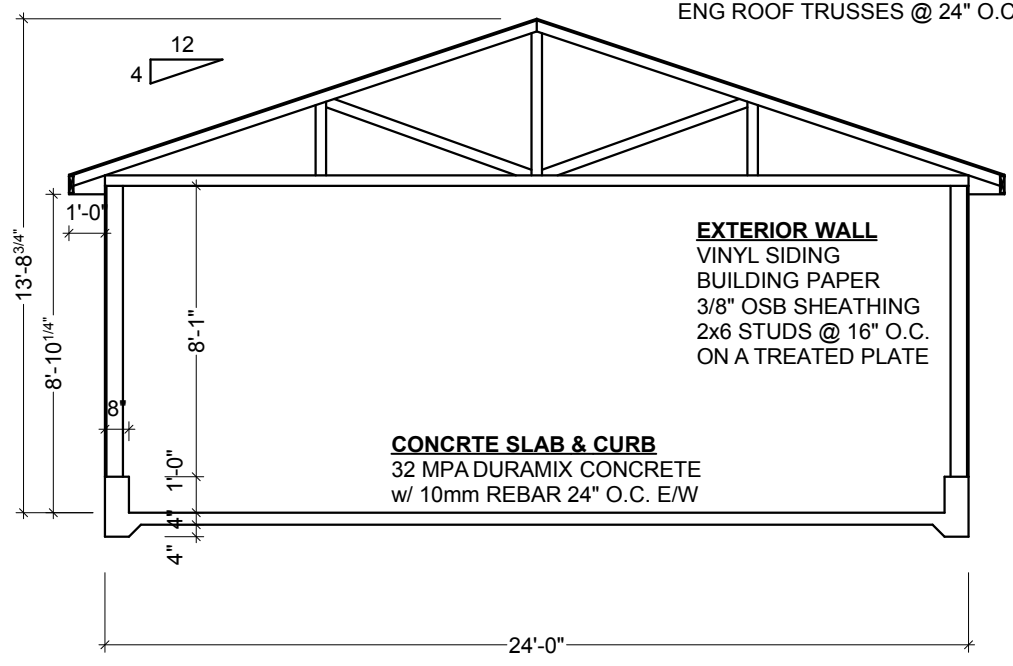 ENG ROOF TRUSSES @ 24" O.C
12
4
1'-0"
13'-8 3/4"
8'-10 1/4"
8'-1"
8"
EXTERIOR WALL
VINYL SIDING
BUILDING PAPER
3/8" OSB SHEATHING
2x6 STUDS @ 16" O.C.
ON A TREATED PLATE
CONCRTE SLAB & CURB
32 MPA DURAMIX CONCRETE
w/ 10mm REBAR 24" O.C. E/W
1'-0"
4"
4"
24'-0"